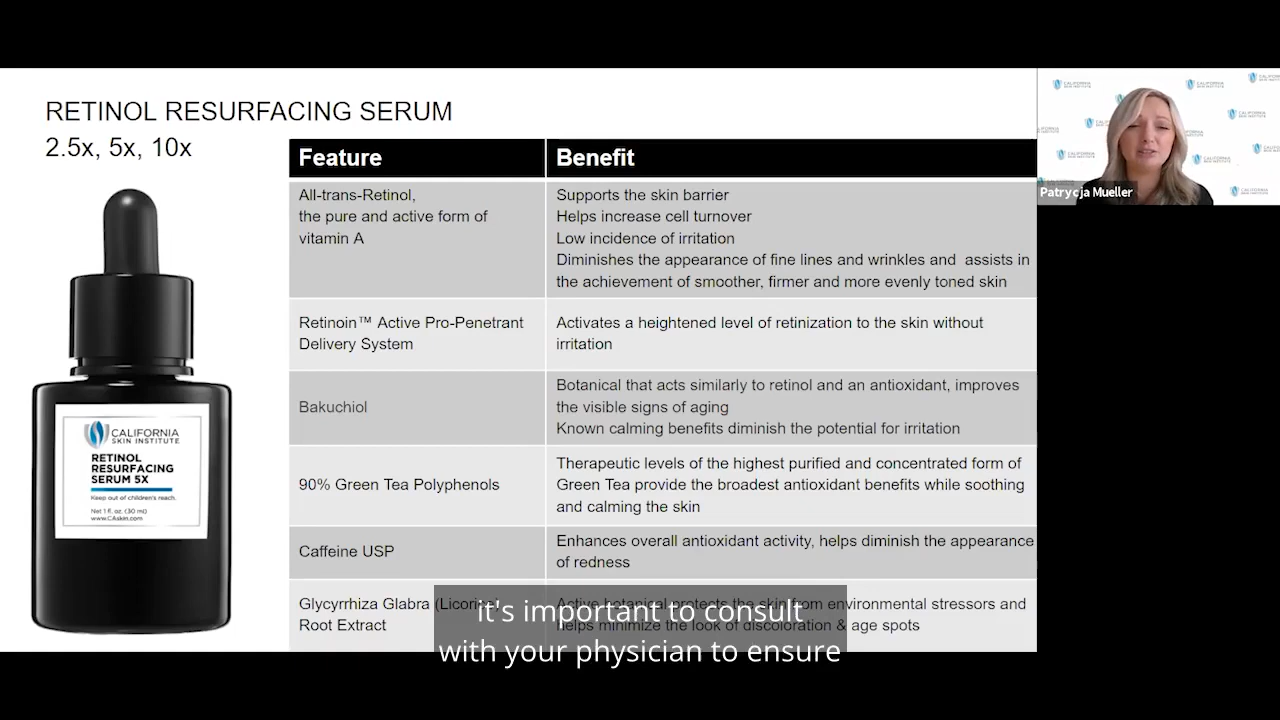 RETINOL RESURFACING SERUM
2.5x, 5x, 10x
Feature
Benefit
All-trans-Retinol,
the pure and active form of
vitamin A
Supports the skin barrier
Helps increase cell turnover
Low incidence of irritation
Diminishes the appearance of fine lines and wrinkles and assists in
the achievement of smoother, firmer and more evenly toned skin
Retinoin™ Active Pro-Penetrant
Delivery System
Activates a heightened level of retinization to the skin without
irritation
Bakuchiol
Botanical that acts similarly to retinol and an antioxidant, improves
the visible signs of aging
Known calming benefits diminish the potential for irritation
90% Green Tea Polyphenols
Therapeutic levels of the highest purified and concentrated form of
Green Tea provide the broadest antioxidant benefits while soothing
and calming the skin
Caffeine USP
Enhances overall antioxidant activity, helps diminish the appearance
of redness
Glycyrrhiza Glabra (Licorice)
Root Extract
Active botanical protects the skin from environmental stressors and
helps minimize the look of discoloration & age spots
CALIFORNIA
SKIN INSTITUTE
RETINOL
RESURFACING
SERUM 5X
Keep out of children's reach.
Net 1 fl. oz. (30 ml)
www.CAskin.com
Patrycja Mueller
it's important to consult
with your physician to ensure